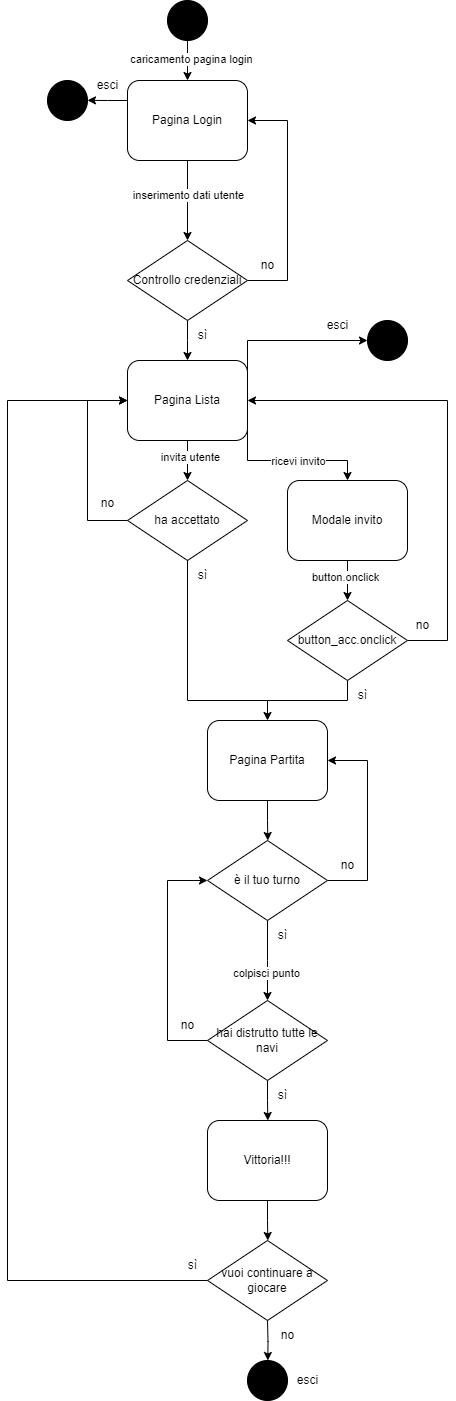 caricamento pagina login
esci
Pagina Login
inserimento dati utente
no
Controllo credenziali
sì
esci
Pagina Lista
invita utente
ricevi invito
no
ha accettato
Modale invito
sì
button.onclick
no
button_acc.onclick
sì
Pagina Partita
no
è il tuo turno
sì
colpisci punto
no
hai distrutto tutte le
navi
sì
Vittoria!!!
sì
vuoi continuare a
giocare
no
esci